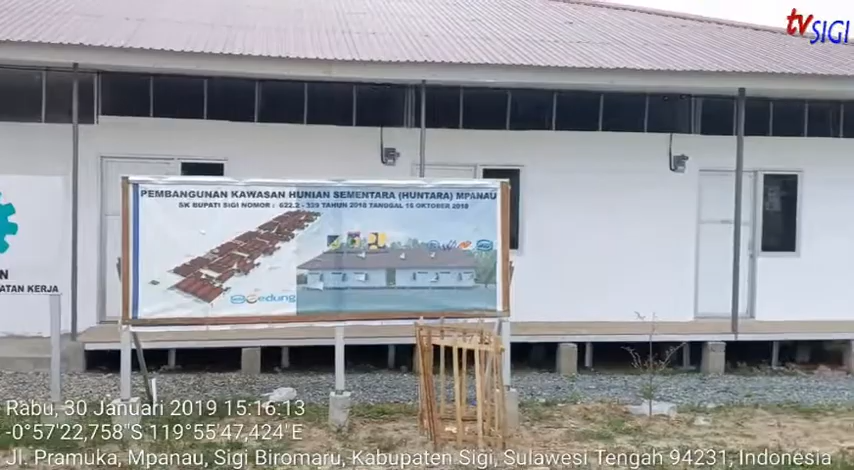 tvSIGI
PEMBANGUNAN KAWASAN HUNIAN SEMENTARA (HUNTARA) MPANAU
SK BUPATI SIGI NOMOR : 622.2 - 329 TAHUN 2018 TANGGAL 16 OKTOBER 2018
Gedung
N
ATAN KERJA
Rabu, 30 Januari 2019 15:16:13
-0°57'22,758"S 119°55'47,424"E
Jl. Pramuka, Mpanau, Sigi Biromaru, Kabupaten Sigi, Sulawesi Tengah 94231, Indonesia